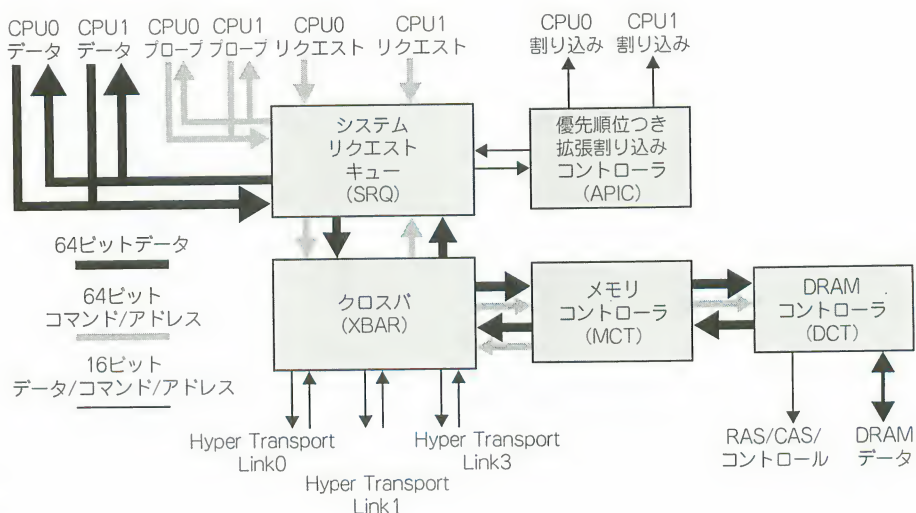 CPU0
データ
CPU1
データ
CPU0
プローブ
CPU1
プローブ
CPU0
リクエスト
CPU1
リクエスト
CPU0
割り込み
CPU1
割り込み
システム
リクエスト
キュー
(SRQ)
優先順位つき
拡張割り込み
コントローラ
(APIC)
64ビットデータ
64ビット
コマンド/アドレス
16ビット
データ/コマンド/アドレス
クロスバ
(XBAR)
メモリ
コントローラ
(MCT)
DRAM
コントローラ
(DCT)
Hyper Transport
Link0
Hyper Transport
Link1
Hyper Transport
Link3
RAS/CAS/
コントロール
DRAM
データ